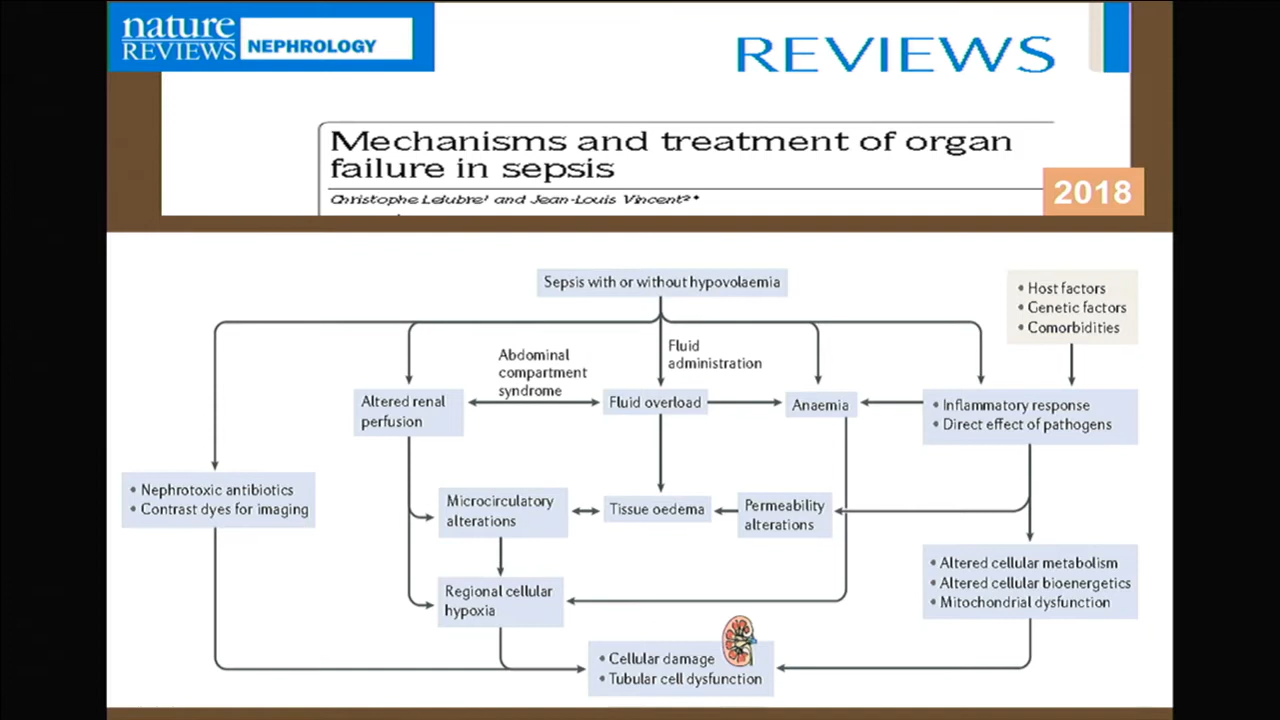 nature
REVIEWS NEPHROLOGY
REVIEWS
Mechanisms and treatment of organ
failure in sepsis
Christophe Lelubre¹ and Jean-Louis Vincent²*
2018
Sepsis with or without hypovolaemia
• Host factors
• Genetic factors
• Comorbidities
Abdominal
compartment
syndrome
Fluid
administration
Altered renal
perfusion
Fluid overload
Anaemia
• Inflammatory response
• Direct effect of pathogens
• Nephrotoxic antibiotics
• Contrast dyes for imaging
Microcirculatory
alterations
Tissue oedema
Permeability
alterations
• Altered cellular metabolism
• Altered cellular bioenergetics
• Mitochondrial dysfunction
Regional cellular
hypoxia
• Cellular damage
• Tubular cell dysfunction